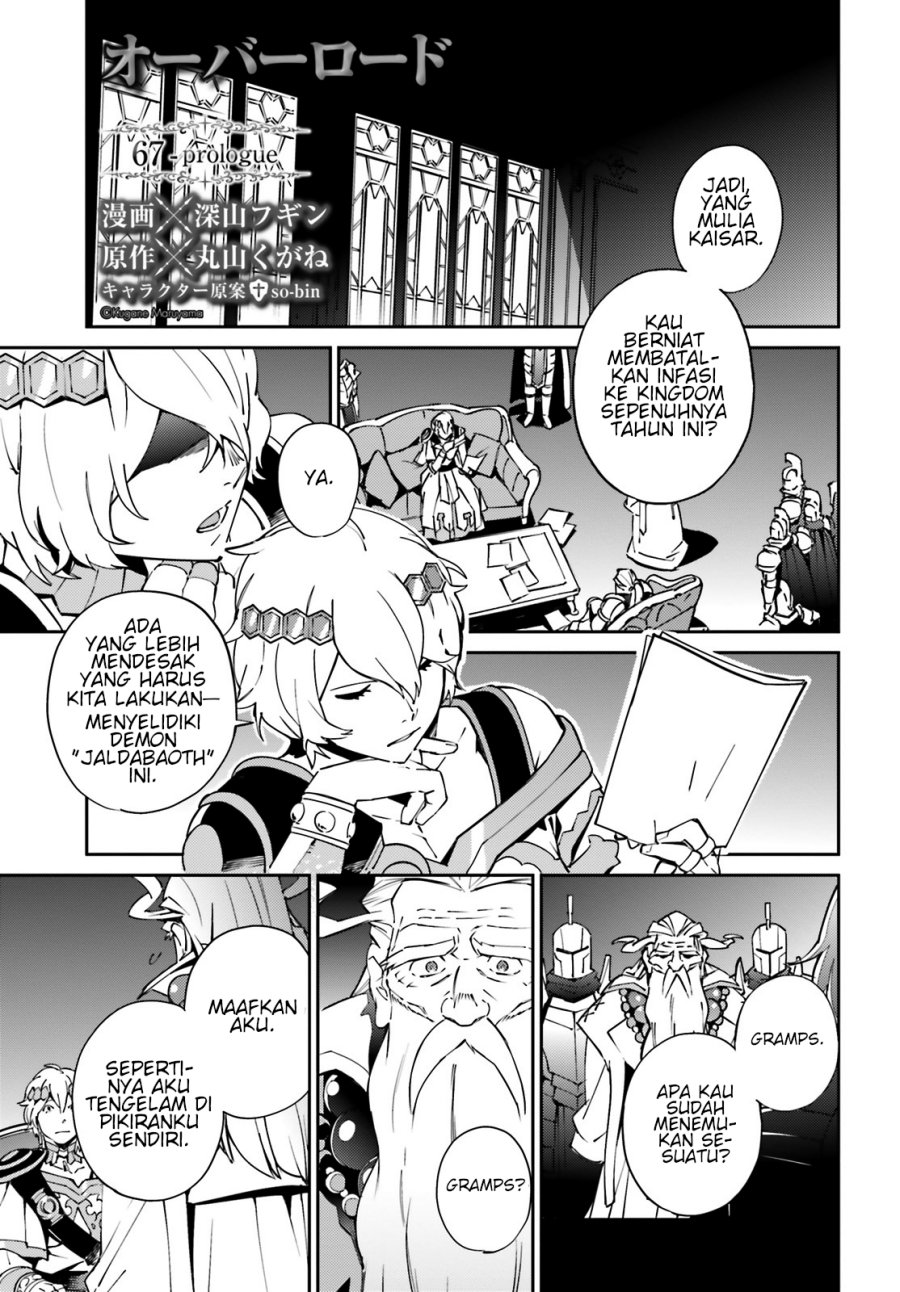 オーバーロード
67 - prologue
漫画×深山フギン
原作×丸山くがね
キャラクター原案 so-bin
©Kugane Maruyama
JADI,
YANG
MULIA
KAISAR.
KAU
BERNIAT
MEMBATAL-
KAN INFASI
KE KINGDOM
SEPENUHNYA
TAHUN INI?
YA.
ADA
YANG LEBIH
MENDESAK
YANG HARUS
KITA LAKUKAN—
MENYELIDIKI
DEMON
"JALDABAOTH"
INI.
GRAMPS.
APA KAU
SUDAH
MENEMU-
KAN SE-
SUATU?
GRAMPS?
MAAFKAN
AKU.
SEPERTI-
NYA AKU
TENGELAM DI
PIKIRANKU
SENDIRI.